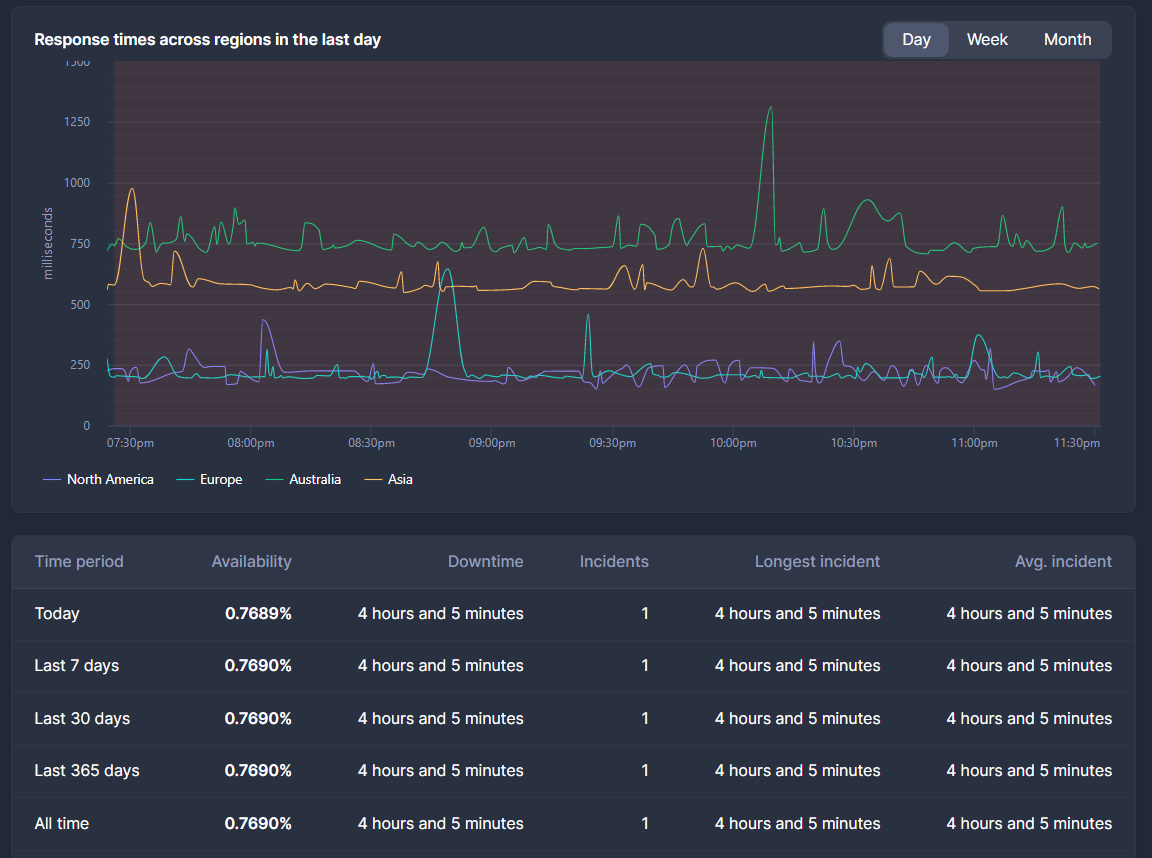 Response times across regions in the last day
Day Week Month
1500
1250
1000
750
500
250
0
milliseconds
07:30pm 08:00pm 08:30pm 09:00pm 09:30pm 10:00pm 10:30pm 11:00pm 11:30pm
North America Europe Australia Asia
Time period Availability Downtime Incidents Longest incident Avg. incident
Today 0.7689% 4 hours and 5 minutes 1 4 hours and 5 minutes 4 hours and 5 minutes
Last 7 days 0.7690% 4 hours and 5 minutes 1 4 hours and 5 minutes 4 hours and 5 minutes
Last 30 days 0.7690% 4 hours and 5 minutes 1 4 hours and 5 minutes 4 hours and 5 minutes
Last 365 days 0.7690% 4 hours and 5 minutes 1 4 hours and 5 minutes 4 hours and 5 minutes
All time 0.7690% 4 hours and 5 minutes 1 4 hours and 5 minutes 4 hours and 5 minutes